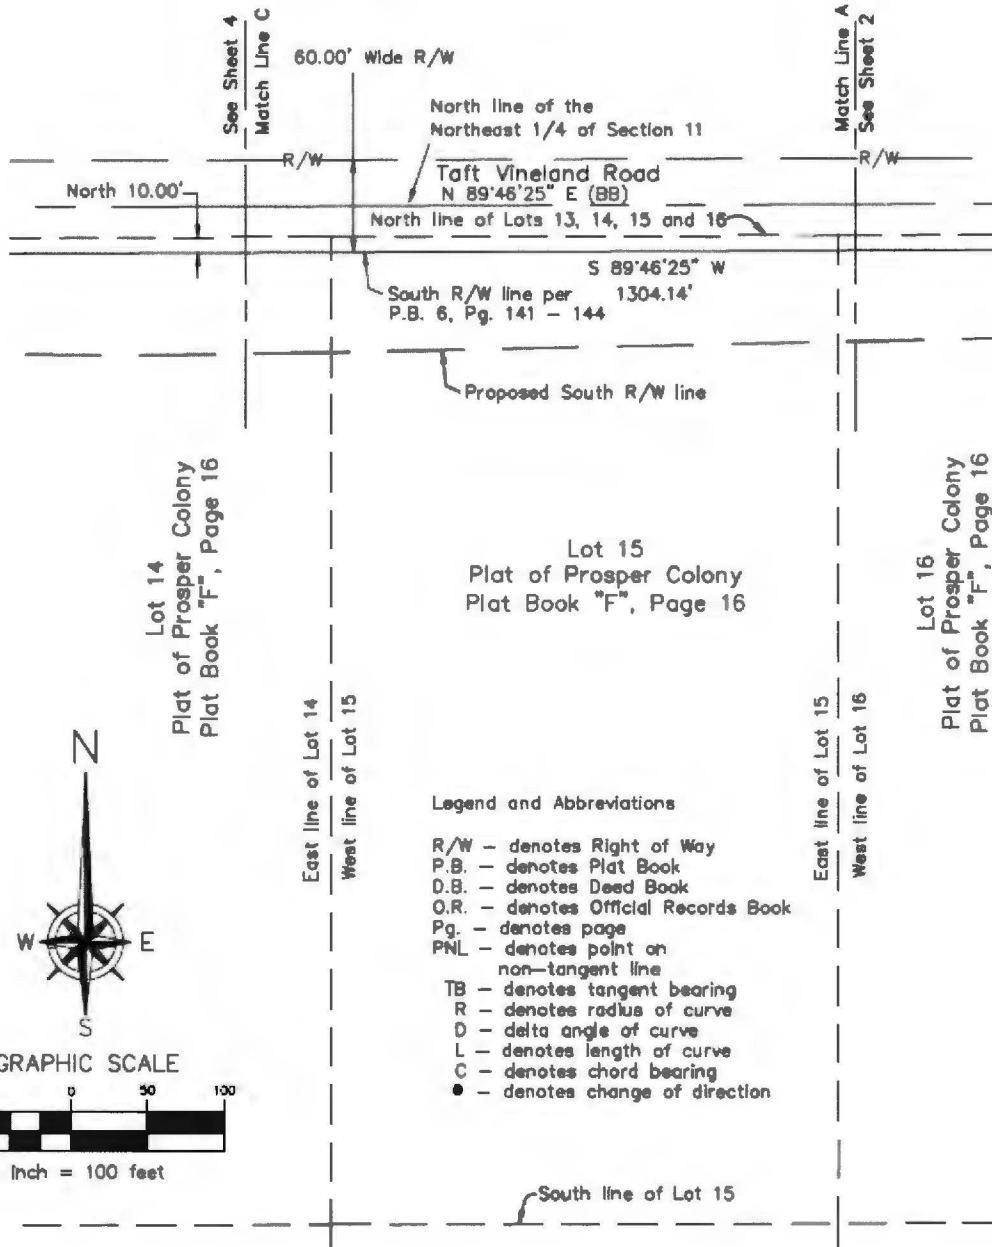 See Sheet 4
Match Line C
60.00' Wide R/W
Match Line A
See Sheet 2
North line of the
Northeast 1/4 of Section 11
R/W
R/W
Taft Vineland Road
North 10.00'
N 89°46'25" E (BB)
North line of Lots 13, 14, 15 and 16
S 89°46'25" W
1304.14'
South R/W line per
P.B. 6, Pg. 141 – 144
Proposed South R/W line
Lot 14
Plat of Prosper Colony
Plat Book "F", Page 16
Lot 15
Plat of Prosper Colony
Plat Book "F", Page 16
Lot 16
Plat of Prosper Colony
Plat Book "F", Page 16
East line of Lot 14
West line of Lot 15
East line of Lot 15
West line of Lot 16
N
W
E
S
Legend and Abbreviations
R/W – denotes Right of Way
P.B. – denotes Plat Book
D.B. – denotes Deed Book
O.R. – denotes Official Records Book
Pg. – denotes page
PNL – denotes point on
non-tangent line
TB – denotes tangent bearing
R – denotes radius of curve
D – delta angle of curve
L – denotes length of curve
C – denotes chord bearing
● – denotes change of direction
GRAPHIC SCALE
0 50 100
Inch = 100 feet
South line of Lot 15